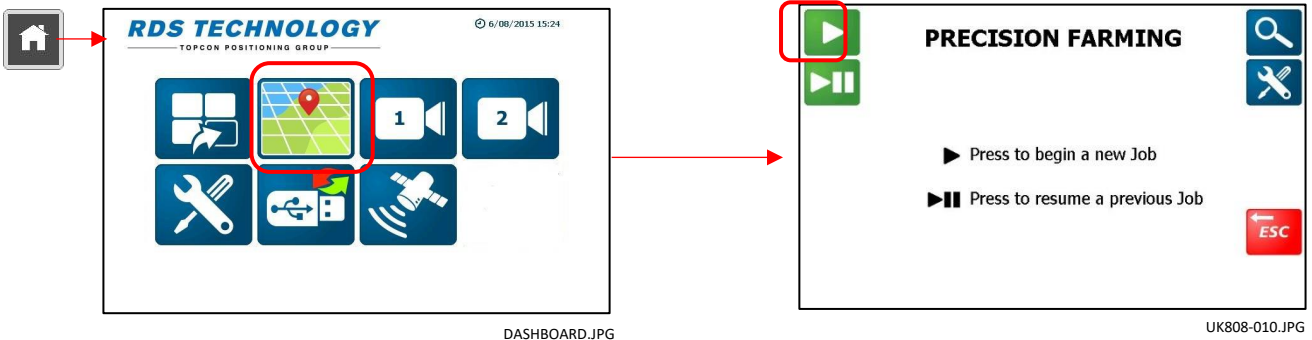 RDS TECHNOLOGY
TOPCON POSITIONING GROUP
6/08/2015 15:24
1
2
DASHBOARD.JPG
PRECISION FARMING
Press to begin a new Job
Press to resume a previous Job
ESC
UK808-010.JPG